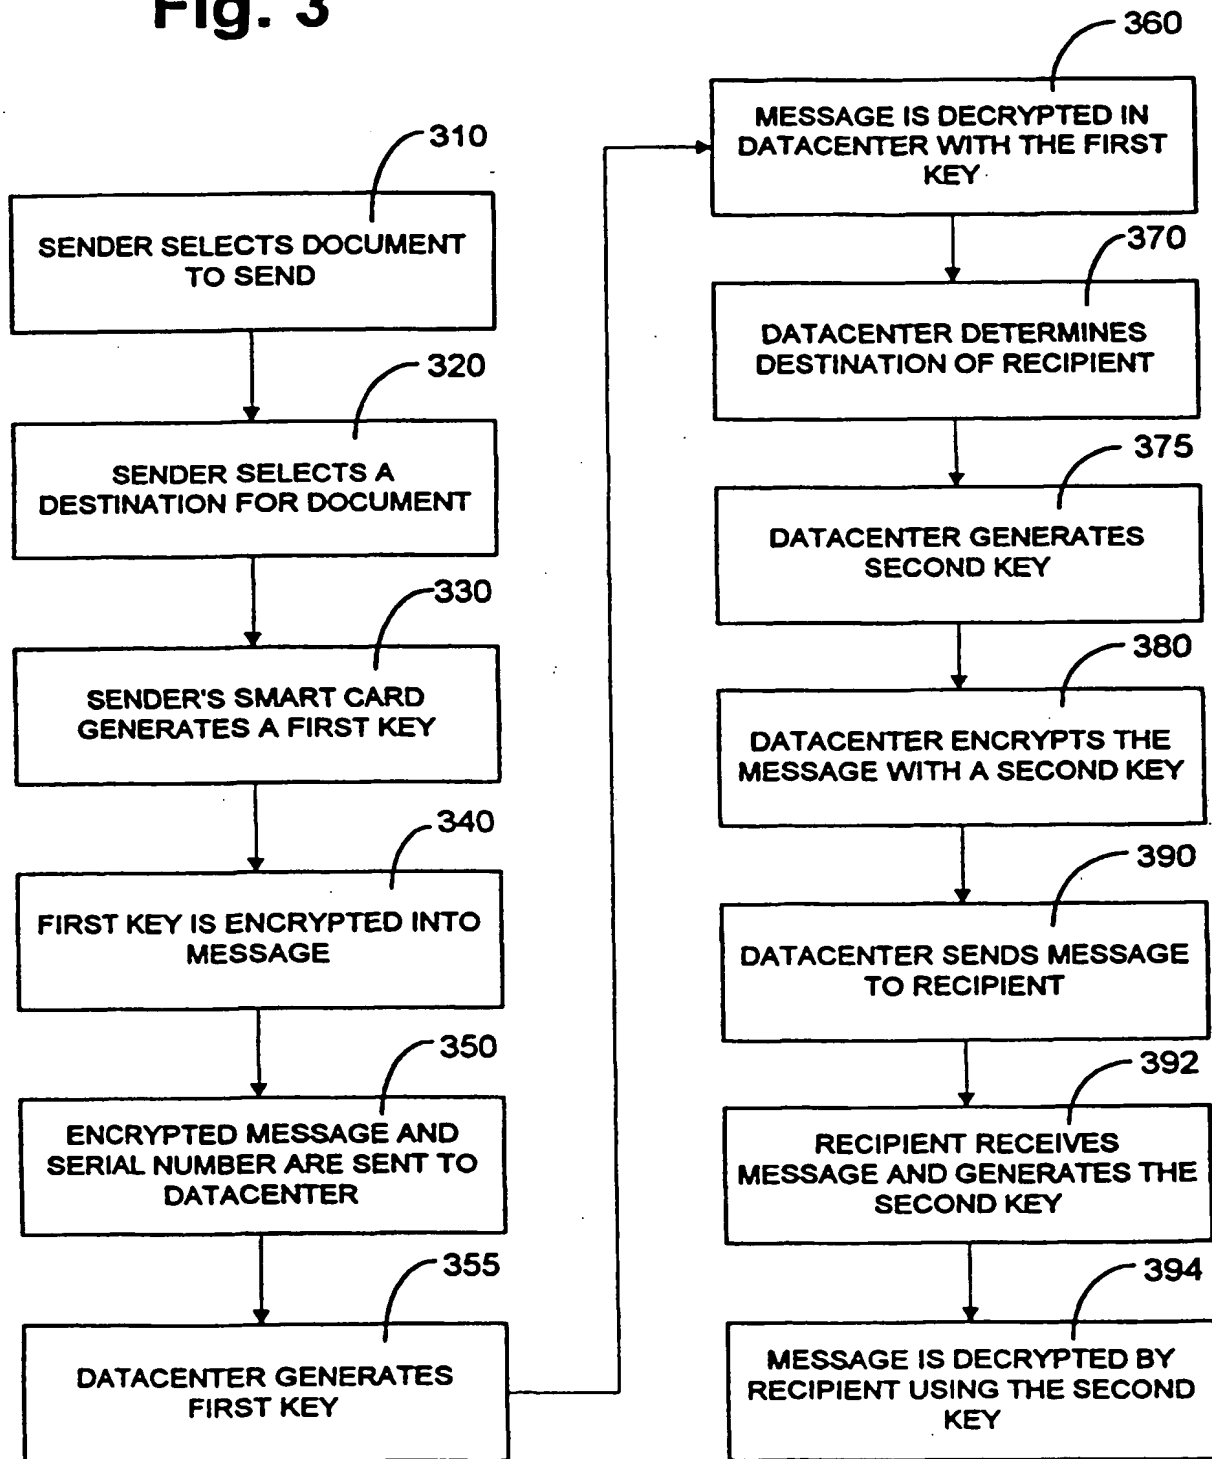 Fig. 3
310
SENDER SELECTS DOCUMENT
TO SEND
320
SENDER SELECTS A
DESTINATION FOR DOCUMENT
330
SENDER'S SMART CARD
GENERATES A FIRST KEY
340
FIRST KEY IS ENCRYPTED INTO
MESSAGE
350
ENCRYPTED MESSAGE AND
SERIAL NUMBER ARE SENT TO
DATACENTER
355
DATACENTER GENERATES
FIRST KEY
360
MESSAGE IS DECRYPTED IN
DATACENTER WITH THE FIRST
KEY
370
DATACENTER DETERMINES
DESTINATION OF RECIPIENT
375
DATACENTER GENERATES
SECOND KEY
380
DATACENTER ENCRYPTS THE
MESSAGE WITH A SECOND KEY
390
DATACENTER SENDS MESSAGE
TO RECIPIENT
392
RECIPIENT RECEIVES
MESSAGE AND GENERATES THE
SECOND KEY
394
MESSAGE IS DECRYPTED BY
RECIPIENT USING THE SECOND
KEY